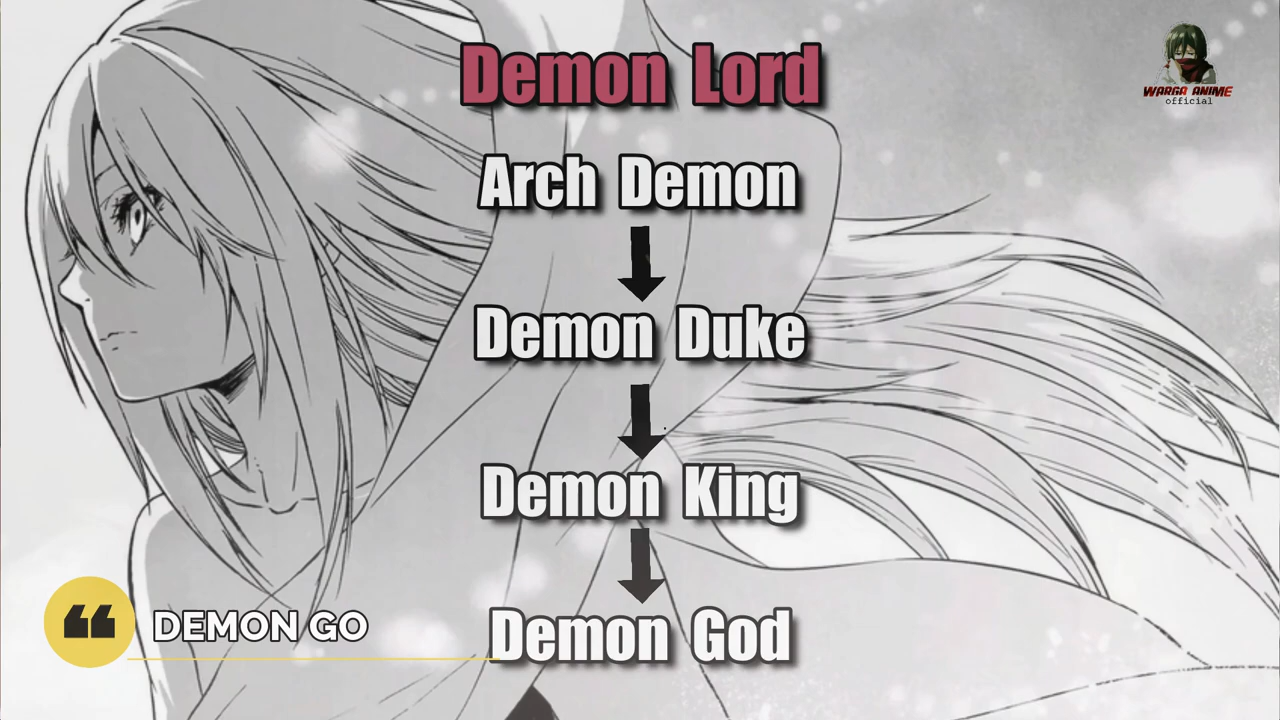 Demon Lord
WARGA ANIME
official
Arch Demon
Demon Duke
Demon King
DEMON GO
Demon God